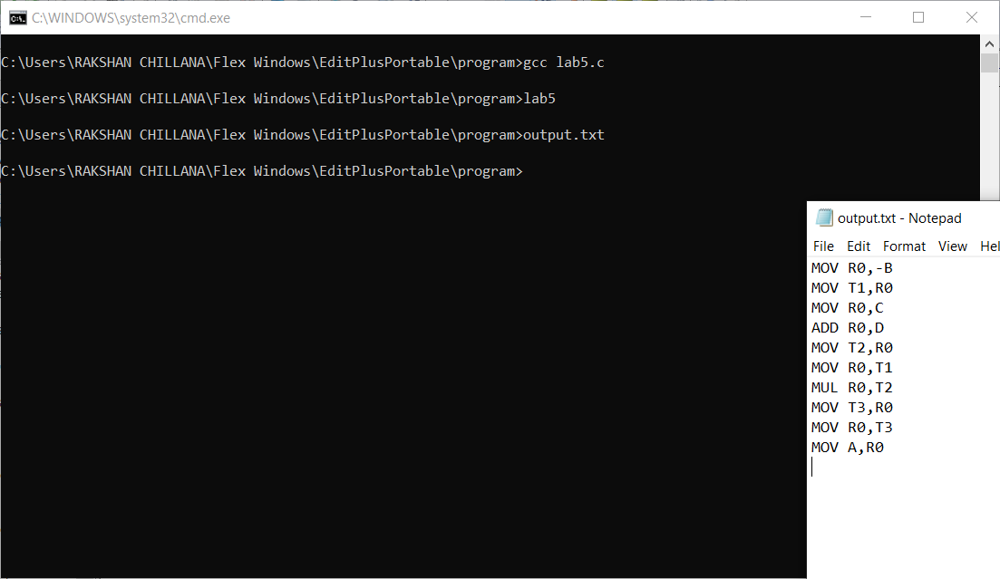 C:\WINDOWS\system32\cmd.exe
C:\Users\RAKSHAN CHILLANA\Flex Windows\EditPlusPortable\program>gcc lab5.c
C:\Users\RAKSHAN CHILLANA\Flex Windows\EditPlusPortable\program>lab5
C:\Users\RAKSHAN CHILLANA\Flex Windows\EditPlusPortable\program>output.txt
C:\Users\RAKSHAN CHILLANA\Flex Windows\EditPlusPortable\program>
output.txt - Notepad
File Edit Format View Hel
MOV R0,-B
MOV T1,R0
MOV R0,C
ADD R0,D
MOV T2,R0
MOV R0,T1
MUL R0,T2
MOV T3,R0
MOV R0,T3
MOV A,R0